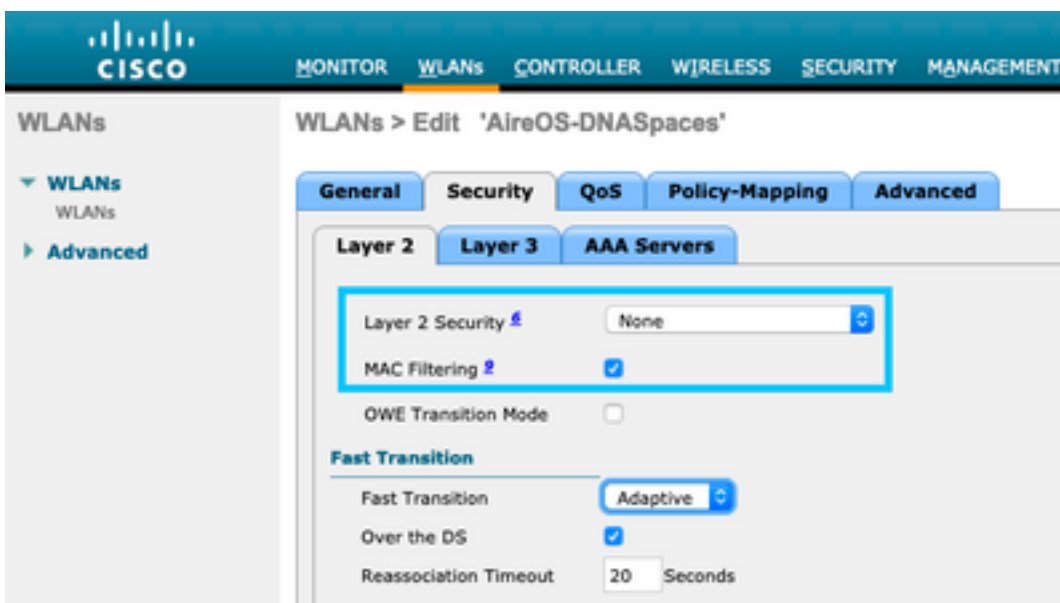 CISCO
MONITOR WLANs CONTROLLER WIRELESS SECURITY MANAGEMENT
WLANs
WLANs > Edit 'AireOS-DNASpaces'
WLANs
WLANs
Advanced
General Security QoS Policy-Mapping Advanced
Layer 2 Layer 3 AAA Servers
Layer 2 Security 6 None
MAC Filtering 9
OWE Transition Mode
Fast Transition
Fast Transition Adaptive
Over the DS
Reassociation Timeout 20 Seconds